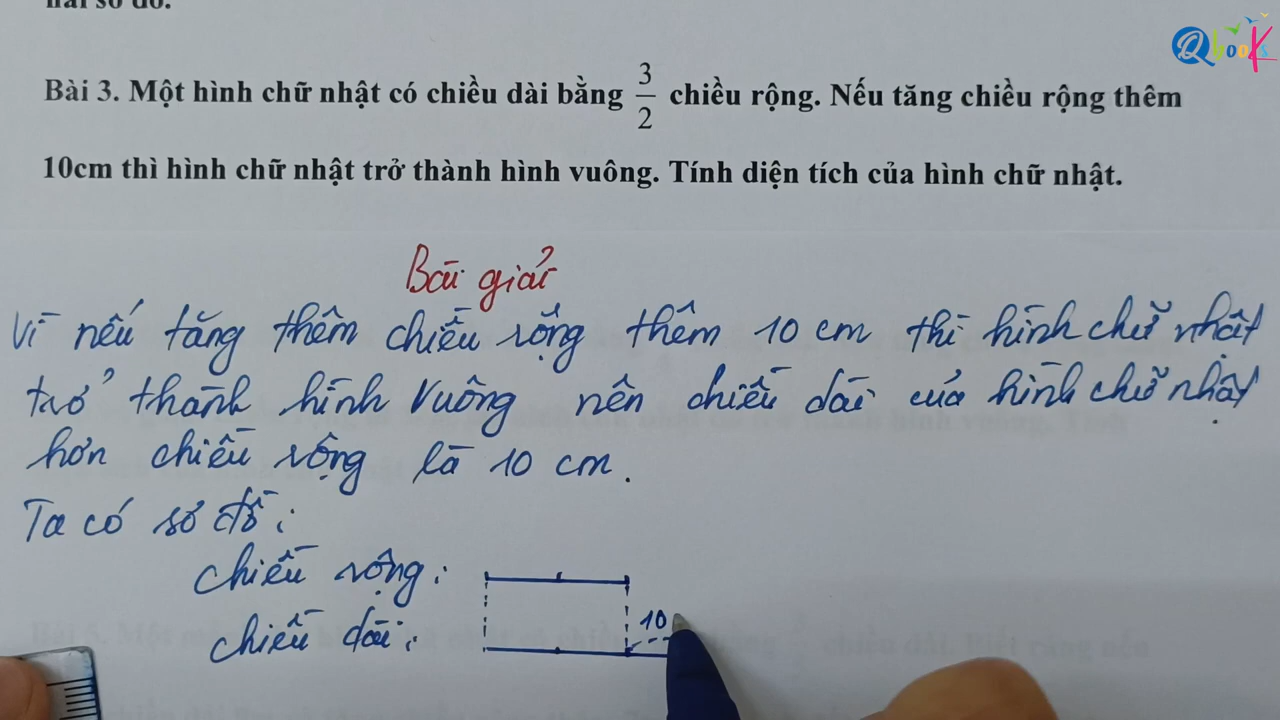 Qbooks
Bài 3. Một hình chữ nhật có chiều dài bằng 3/2 chiều rộng. Nếu tăng chiều rộng thêm
10cm thì hình chữ nhật trở thành hình vuông. Tính diện tích của hình chữ nhật.
Bài giải
Vì nếu tăng thêm chiều rộng thêm 10 cm thì hình chữ nhật
trở thành hình vuông nên chiều dài của hình chữ nhật
hơn chiều rộng là 10 cm.
Ta có sơ đồ:
chiều rộng:
chiều dài:
10